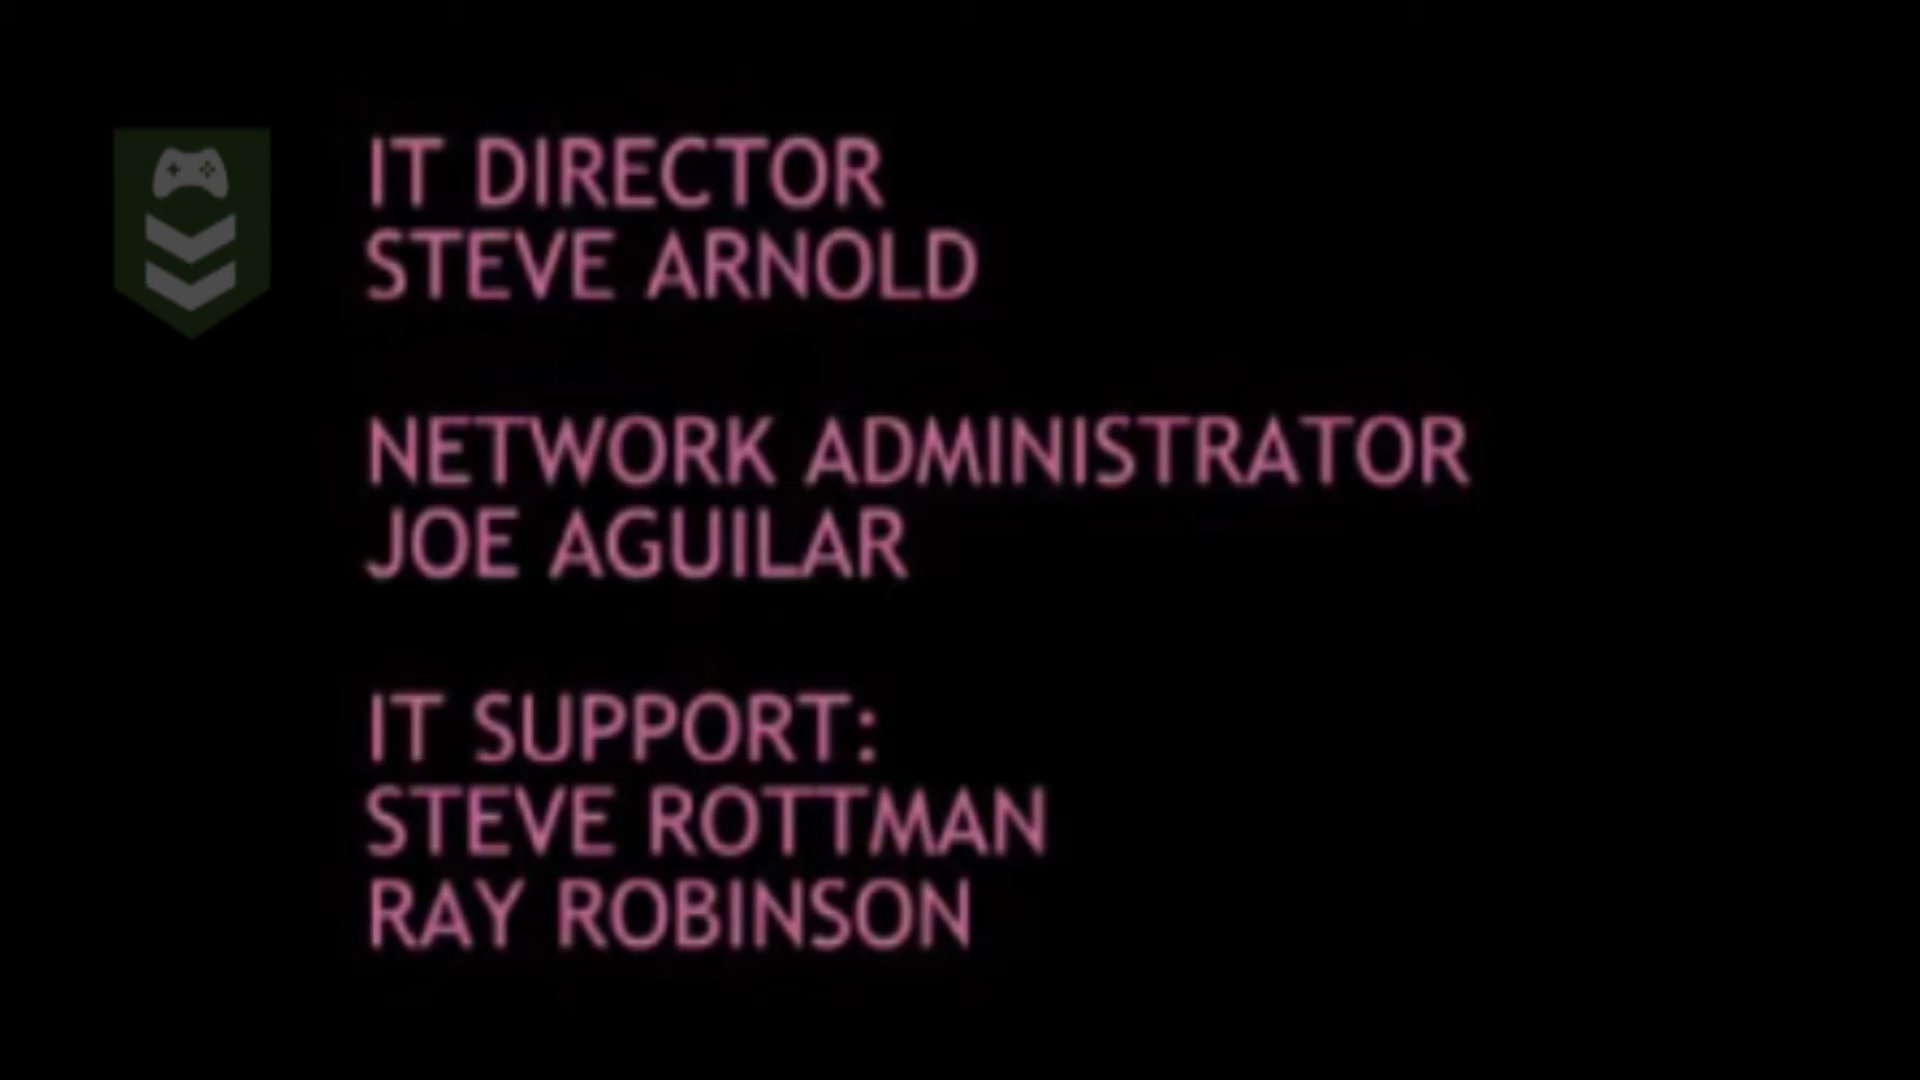 IT DIRECTOR
STEVE ARNOLD
NETWORK ADMINISTRATOR
JOE AGUILAR
IT SUPPORT:
STEVE ROTTMAN
RAY ROBINSON